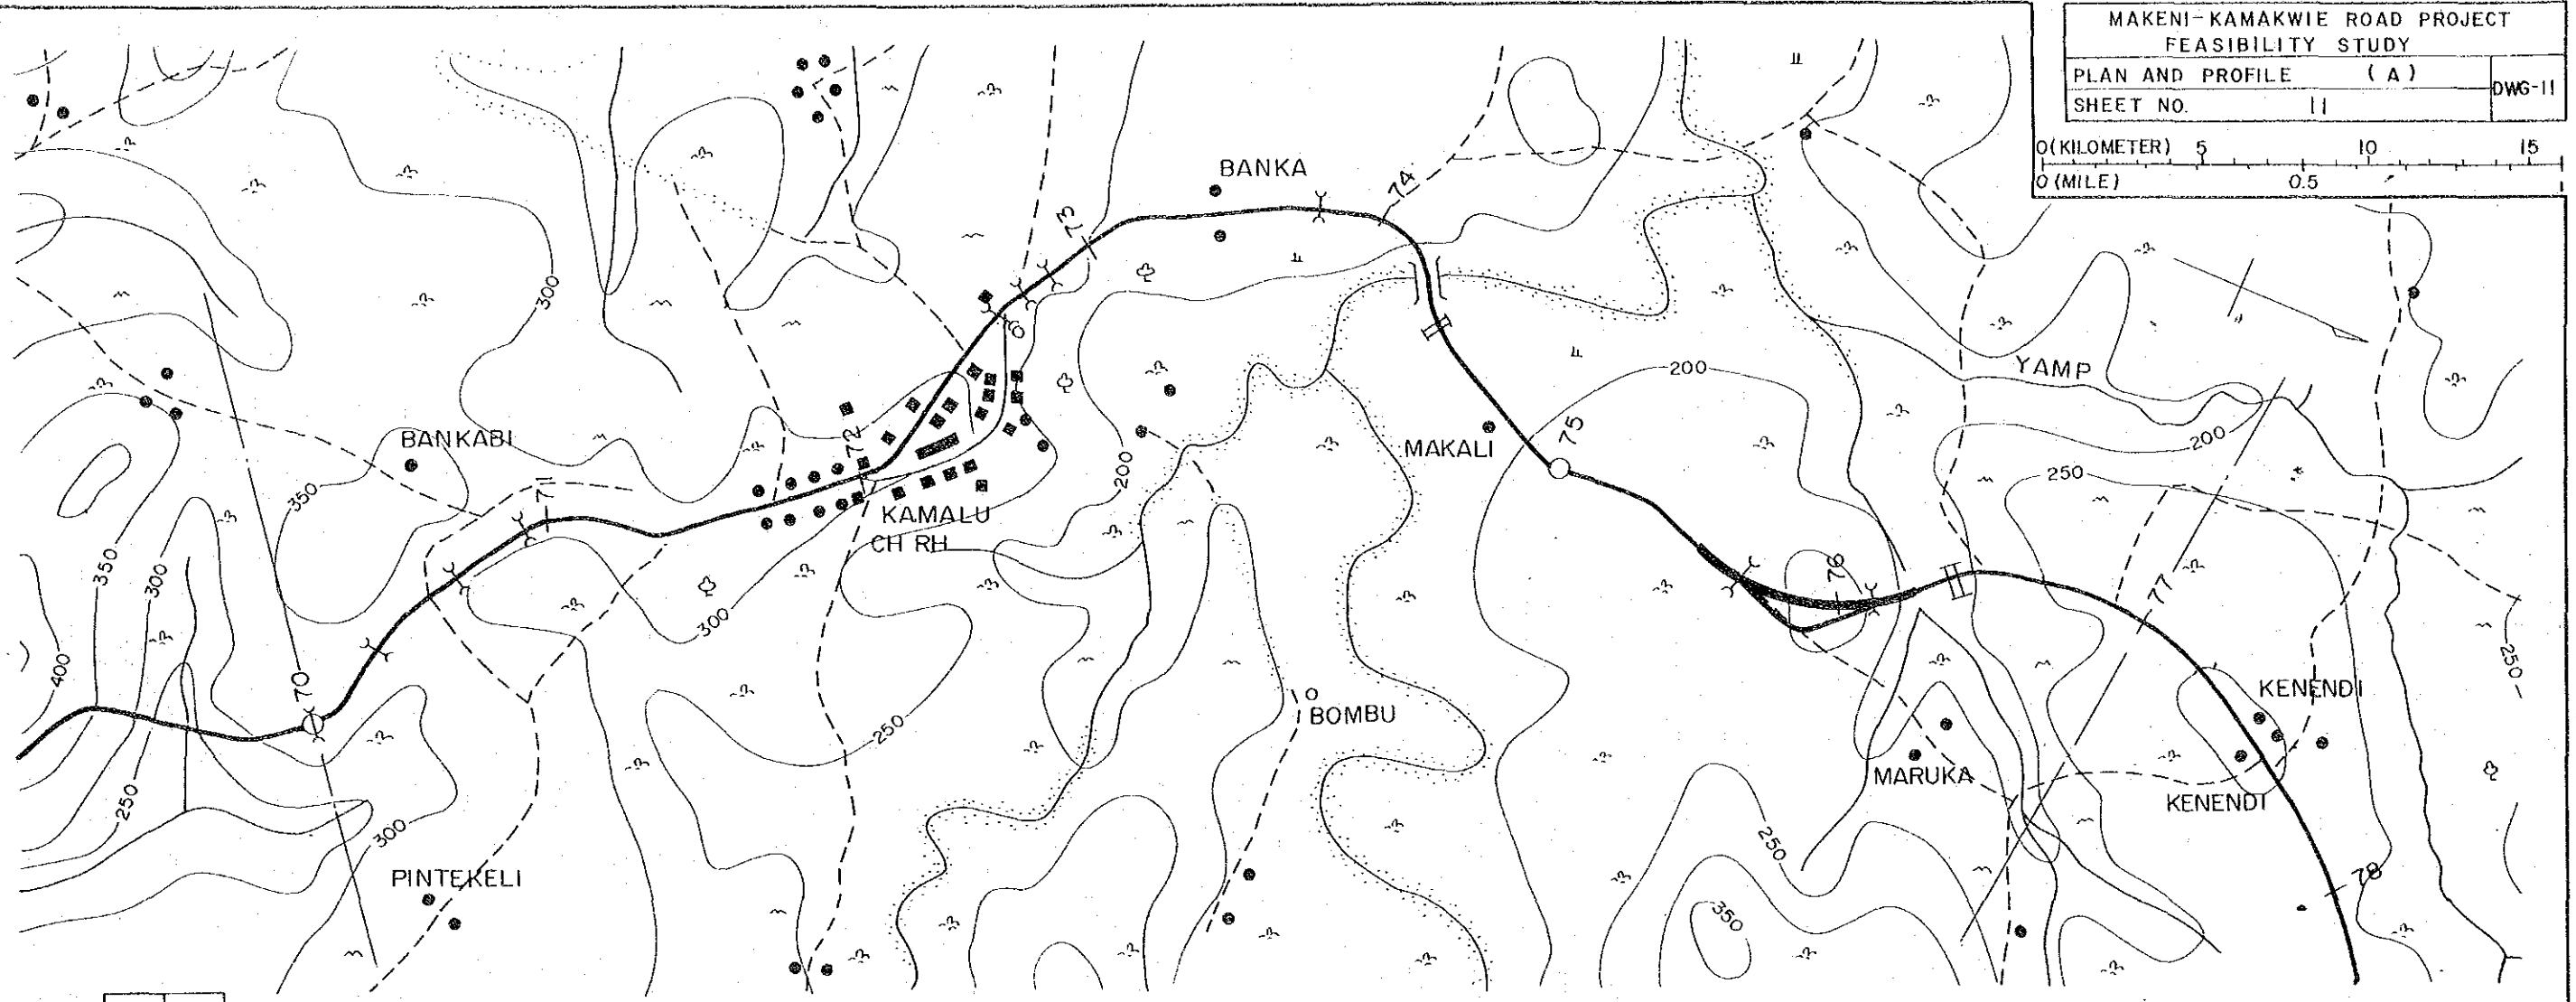 MAKENI-KAMAKWIE ROAD PROJECT
FEASIBILITY STUDY
PLAN AND PROFILE (A)
DWG-11
SHEET NO. 11
0(KILOMETER) 5 10 15
0(MILE) 0.5
BANKA
74
73
300
YAMP
200
75
MAKALI
BANKABI
72
200
200
250
350
71
KAMALU
CH RH
350
300
76
77
300
400
70
250
KENENDI
BOMBU
250
MARUKA
KENENDI
250
300
250
78
PINTEKELI
350